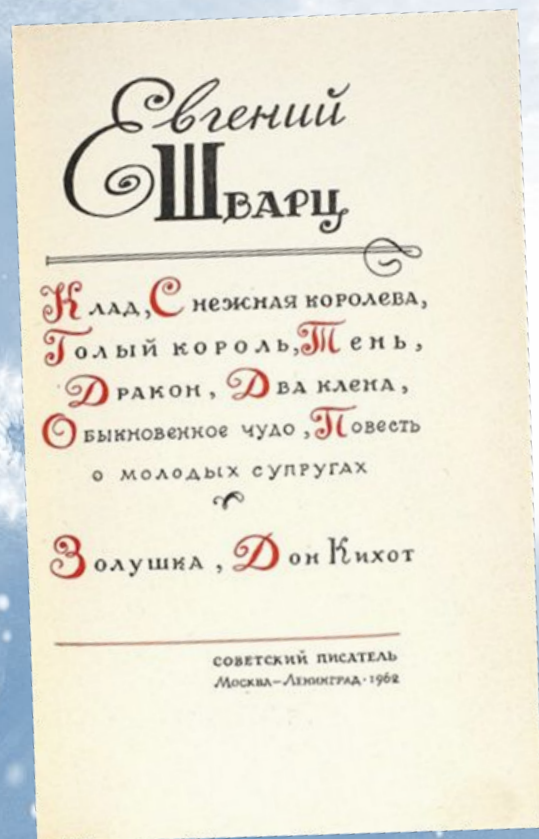 Евгений
Шварц
Клад, Снежная королева,
Голый король, Тень,
Дракон, Два клена,
Обыкновенное чудо, Повесть
о молодых супругах
Золушка, Дон Кихот
СОВЕТСКИЙ ПИСАТЕЛЬ
Москва–Ленинград·1962